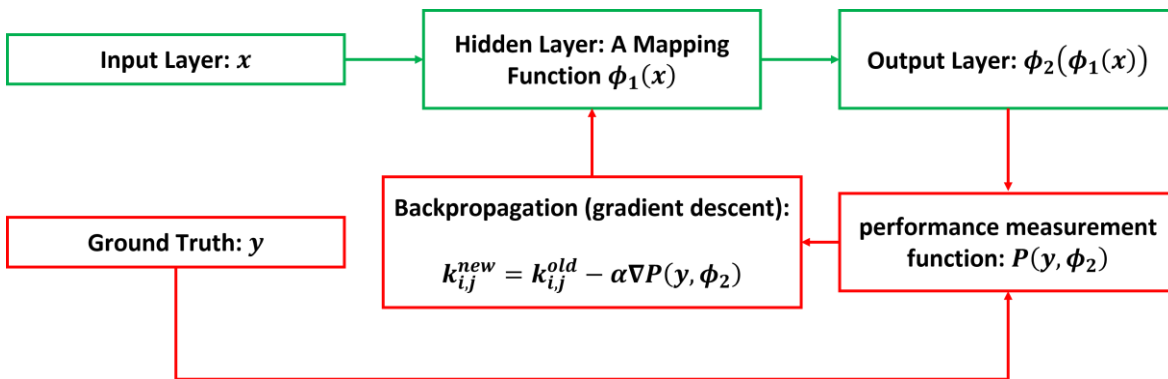 Input Layer: x
Hidden Layer: A Mapping
Function ϕ₁(x)
Output Layer: ϕ₂(ϕ₁(x))
Ground Truth: y
Backpropagation (gradient descent):
k_{i,j}^{new} = k_{i,j}^{old} − α∇P(y, ϕ₂)
performance measurement
function: P(y, ϕ₂)